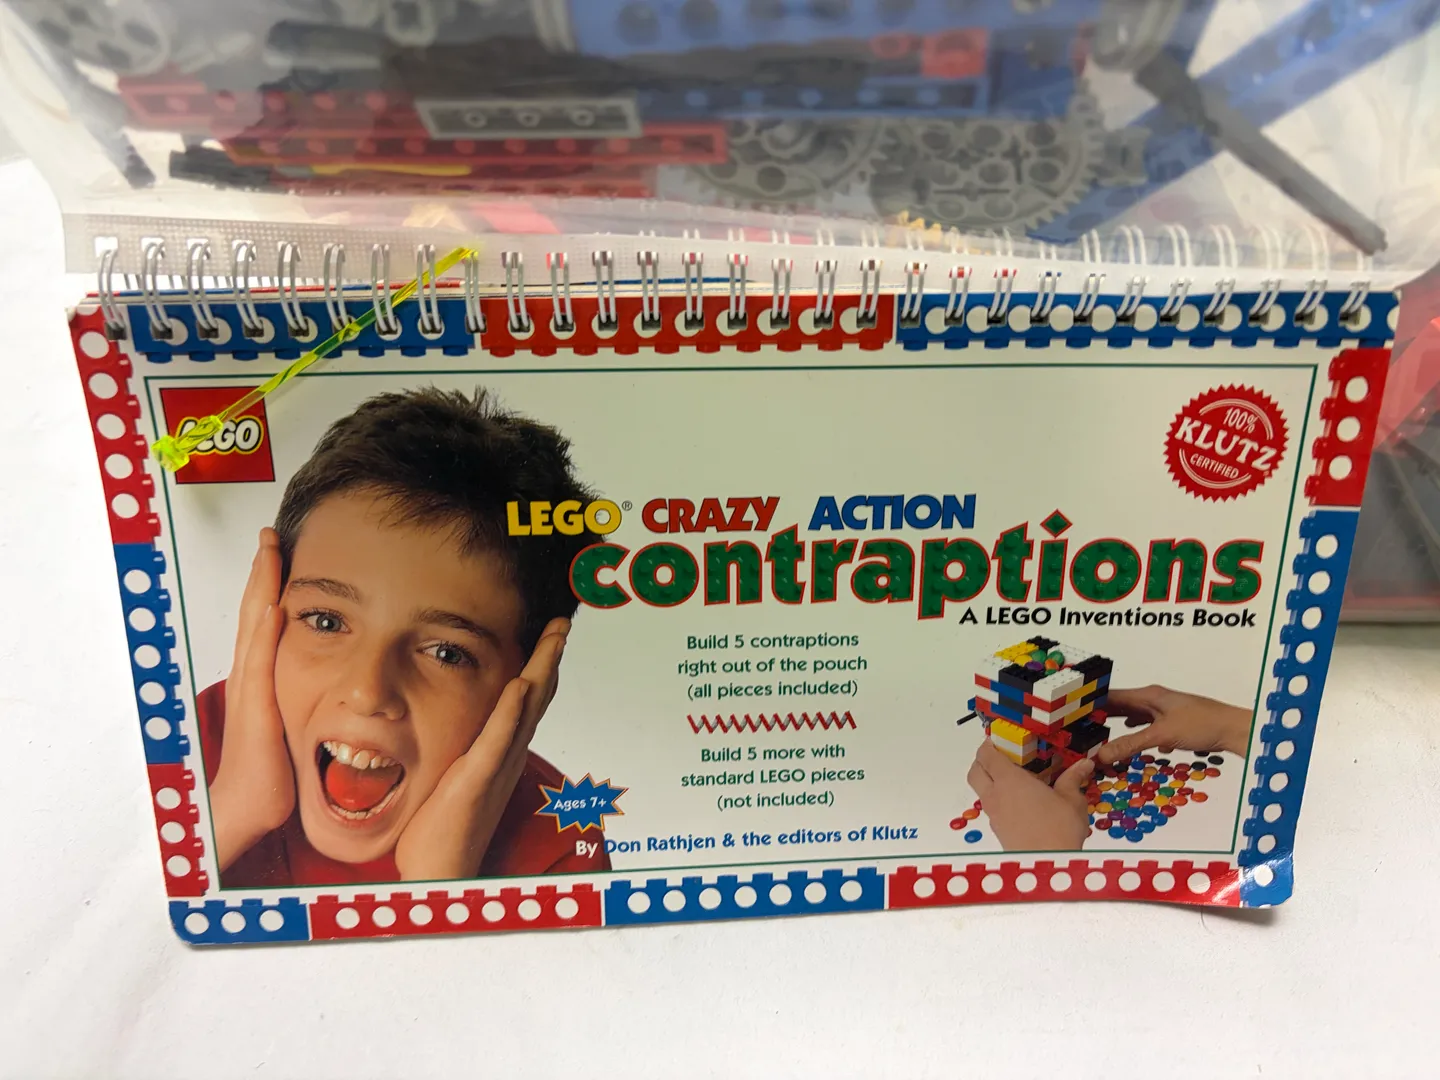 LEGO
100%
KLUTZ
CERTIFIED
LEGO® CRAZY ACTION
contraptions
A LEGO Inventions Book
Build 5 contraptions
right out of the pouch
(all pieces included)
Build 5 more with
standard LEGO pieces
(not included)
Ages 7+
By Don Rathjen & the editors of Klutz